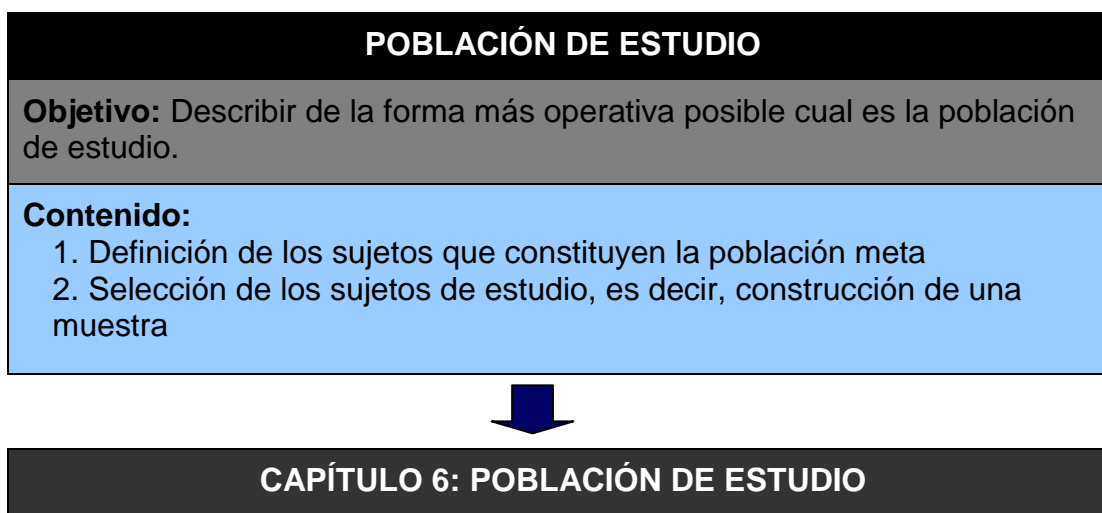 POBLACIÓN DE ESTUDIO
Objetivo: Describir de la forma más operativa posible cual es la población
de estudio.
Contenido:
1. Definición de los sujetos que constituyen la población meta
2. Selección de los sujetos de estudio, es decir, construcción de una
muestra
CAPÍTULO 6: POBLACIÓN DE ESTUDIO